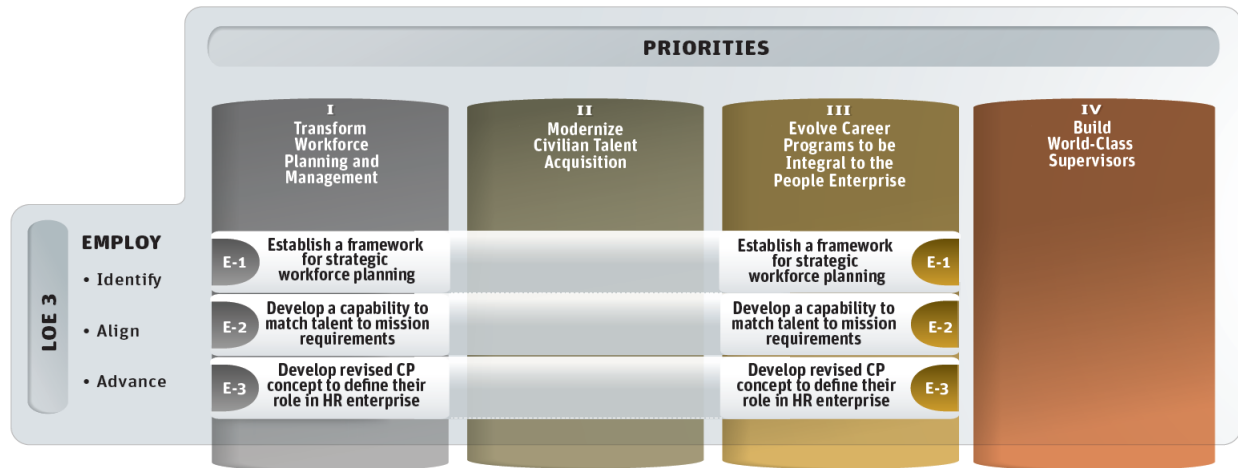 PRIORITIES
I
Transform
Workforce
Planning and
Management
II
Modernize
Civilian Talent
Acquisition
III
Evolve Career
Programs to be
Integral to the
People Enterprise
IV
Build
World-Class
Supervisors
LOE 3
EMPLOY
• Identify
• Align
• Advance
E-1
Establish a framework
for strategic
workforce planning
Establish a framework
for strategic
workforce planning
E-1
E-2
Develop a capability to
match talent to mission
requirements
Develop a capability to
match talent to mission
requirements
E-2
E-3
Develop revised CP
concept to define their
role in HR enterprise
Develop revised CP
concept to define their
role in HR enterprise
E-3